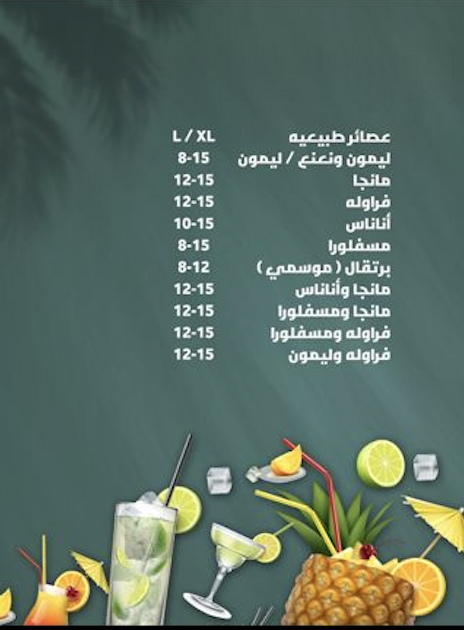 عصائر طبيعيه L / XL
ليمون ونعنع / ليمون 8-15
مانجا 12-15
فراوله 12-15
أناناس 10-15
مسفلورا 8-15
برتقال ( موسمي ) 8-12
مانجا وأناناس 12-15
مانجا ومسفلورا 12-15
فراوله ومسفلورا 12-15
فراوله وليمون 12-15